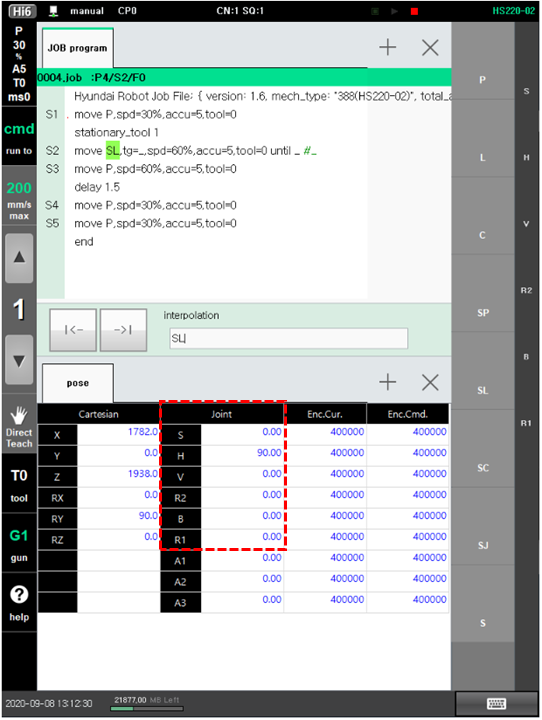 Hi6 manual CP0 CN:1 SQ:1 HS220-02
P
30
%
A5
T0
ms0
cmd
run to
200
mm/s
max
1
Direct
Teach
T0
tool
G1
gun
?
help
JOB program
0004.job :P4/S2/F0
Hyundai Robot Job File: { version: 1.6, mech_type: "388(HS220-02)", total_a
S1 . move P,spd=30%,accu=5,tool=0
stationary_tool 1
S2 move SL,tg=_,spd=60%,accu=5,tool=0 until _ #_
S3 move P,spd=60%,accu=5,tool=0
delay 1.5
S4 move P,spd=30%,accu=5,tool=0
S5 move P,spd=30%,accu=5,tool=0
end
|<- ->|
interpolation
SL
pose
Cartesian Joint Enc.Cur. Enc.Cmd.
X 1782.0 S 0.00 400000 400000
Y 0.0 H 90.00 400000 400000
Z 1938.0 V 0.00 400000 400000
RX 0.0 R2 0.00 400000 400000
RY 90.0 B 0.00 400000 400000
RZ 0.0 R1 0.00 400000 400000
A1 0.00 400000 400000
A2 0.00 400000 400000
A3 0.00 400000 400000
P
L
C
SP
SL
SC
SJ
S
S
H
V
R2
B
R1
2020-09-08 13:12:30 21877,00 MB Left